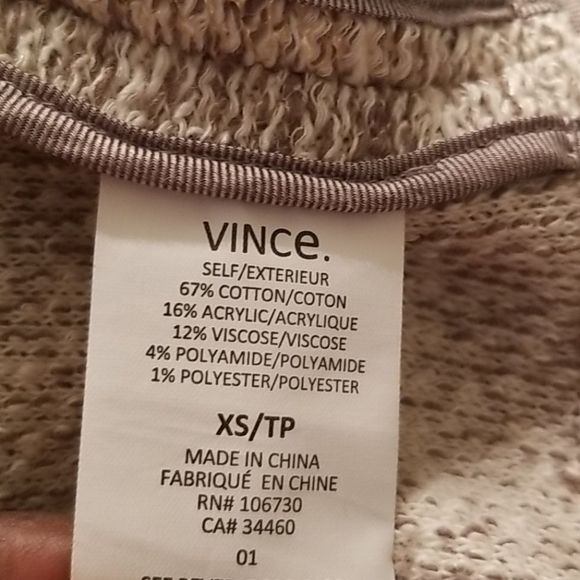 VINCe.
SELF/EXTERIEUR
67% COTTON/COTON
16% ACRYLIC/ACRYLIQUE
12% VISCOSE/VISCOSE
4% POLYAMIDE/POLYAMIDE
1% POLYESTER/POLYESTER
XS/TP
MADE IN CHINA
FABRIQUÉ EN CHINE
RN# 106730
CA# 34460
01
SEE